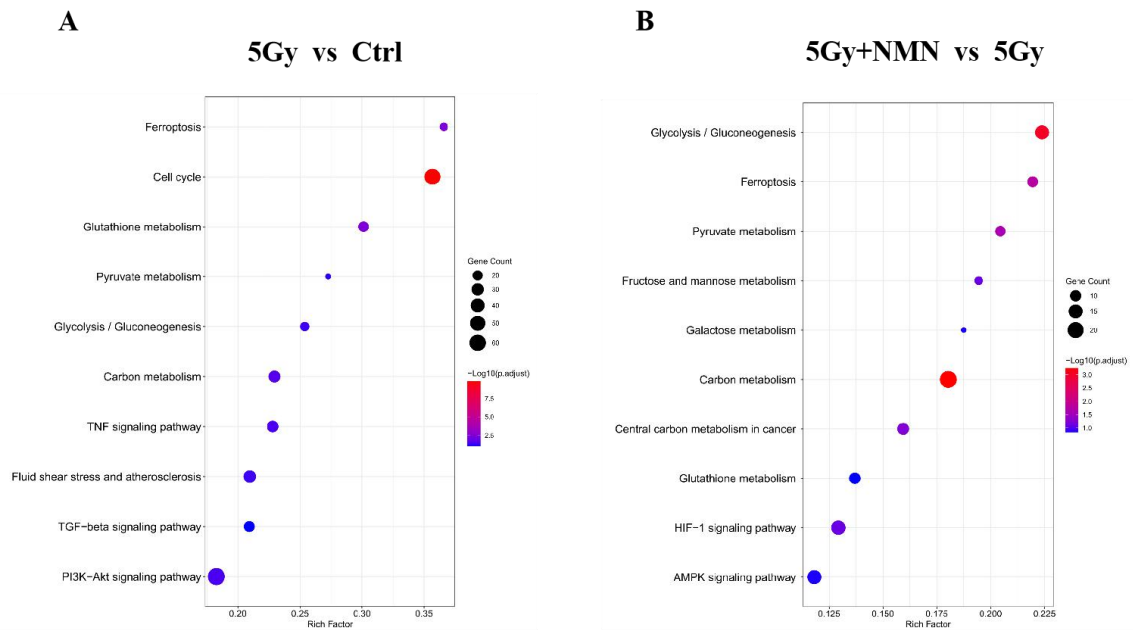 A
5Gy vs Ctrl
Ferroptosis
Cell cycle
Glutathione metabolism
Pyruvate metabolism
Glycolysis / Gluconeogenesis
Carbon metabolism
TNF signaling pathway
Fluid shear stress and atherosclerosis
TGF−beta signaling pathway
PI3K−Akt signaling pathway
0.20 0.25 0.30 0.35
Rich Factor
Gene Count
20
30
40
50
60
−Log10(p.adjust)
7.5
5.0
2.5
B
5Gy+NMN vs 5Gy
Glycolysis / Gluconeogenesis
Ferroptosis
Pyruvate metabolism
Fructose and mannose metabolism
Galactose metabolism
Carbon metabolism
Central carbon metabolism in cancer
Glutathione metabolism
HIF−1 signaling pathway
AMPK signaling pathway
0.125 0.150 0.175 0.200 0.225
Rich Factor
Gene Count
10
15
20
−Log10(p.adjust)
3.0
2.5
2.0
1.5
1.0